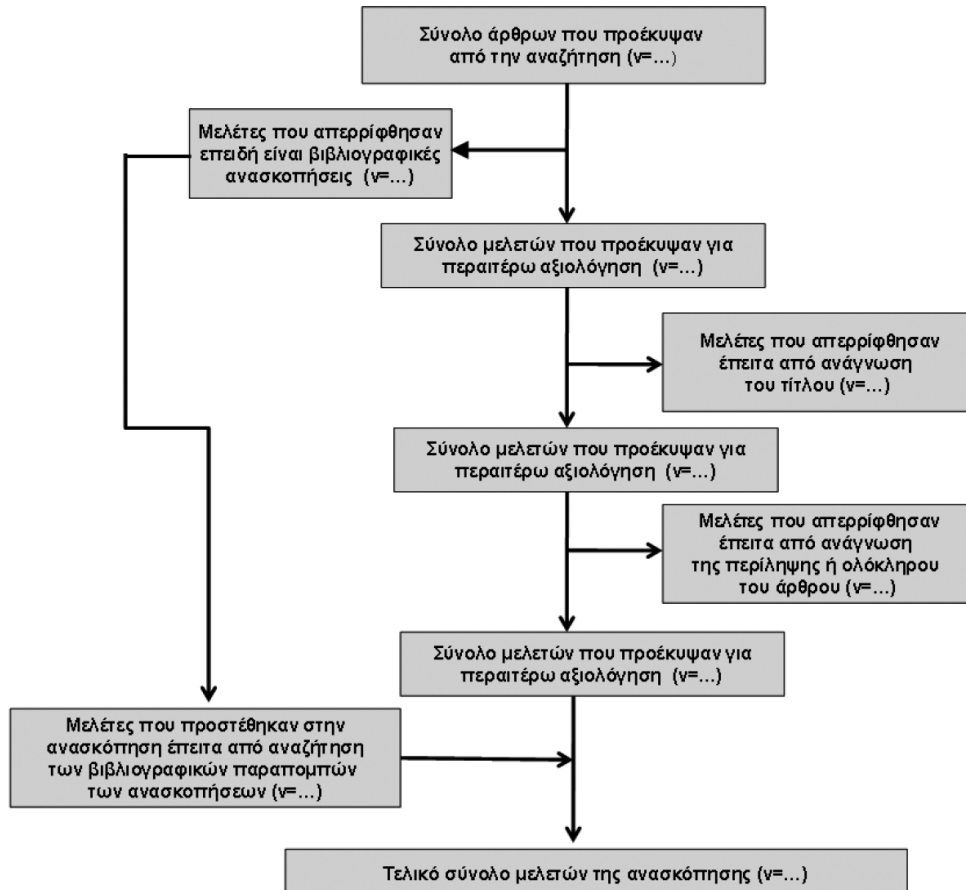 Σύνολο άρθρων που προέκυψαν
από την αναζήτηση (ν=…)
Μελέτες που απερρίφθησαν
επειδή είναι βιβλιογραφικές
ανασκοπήσεις (ν=…)
Σύνολο μελετών που προέκυψαν για
περαιτέρω αξιολόγηση (ν=…)
Μελέτες που απερρίφθησαν
έπειτα από ανάγνωση
του τίτλου (ν=…)
Σύνολο μελετών που προέκυψαν για
περαιτέρω αξιολόγηση (ν=…)
Μελέτες που απερρίφθησαν
έπειτα από ανάγνωση
της περίληψης ή ολόκληρου
του άρθρου (ν=…)
Σύνολο μελετών που προέκυψαν για
περαιτέρω αξιολόγηση (ν=…)
Μελέτες που προστέθηκαν στην
ανασκόπηση έπειτα από αναζήτηση
των βιβλιογραφικών παραπομπών
των ανασκοπήσεων (ν=…)
Τελικό σύνολο μελετών της ανασκόπησης (ν=…)